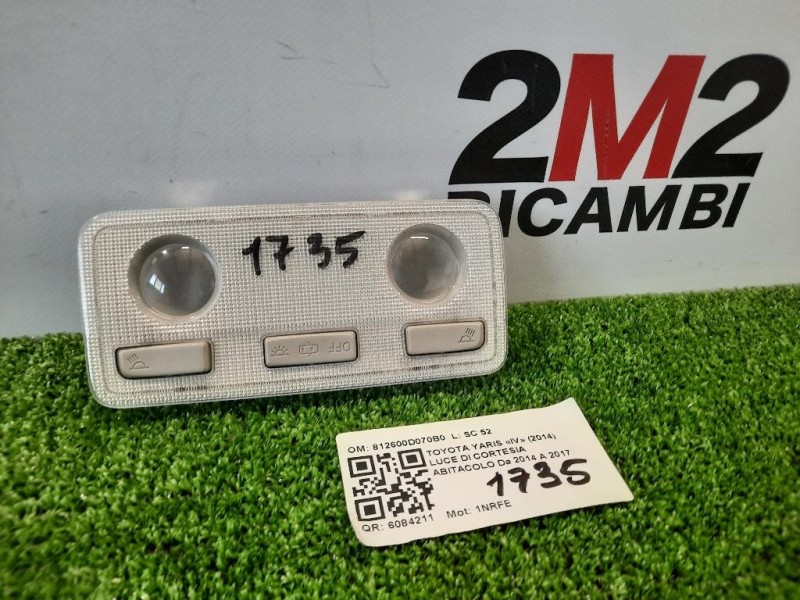 2M2
RICAMBI
1735
OFF
OM: 812600D070B0 L: SC 52
TOYOTA YARIS «IV» (2014)
LUCE DI CORTESIA
ABITACOLO Da 2014 A 2017
1735
QR: 6084211 Mot: 1NRFE